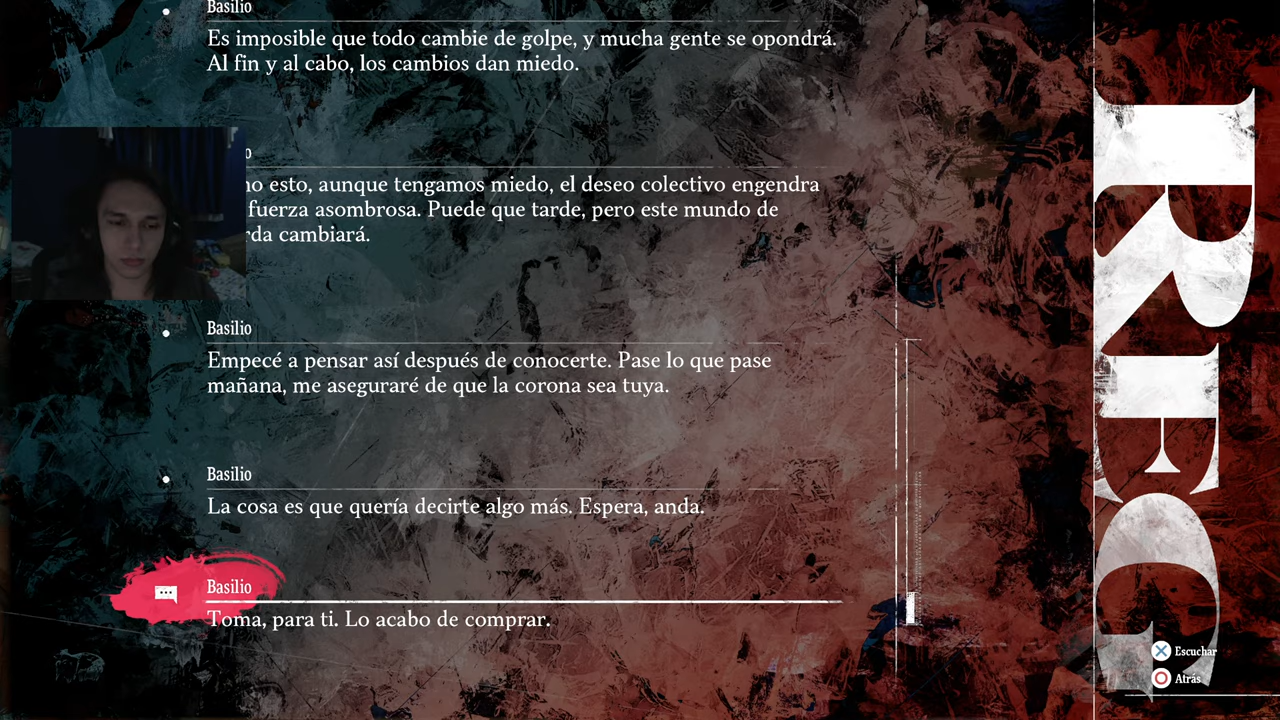 Basilio
Es imposible que todo cambie de golpe, y mucha gente se opondrá.
Al fin y al cabo, los cambios dan miedo.
esto, aunque tengamos miedo, el deseo colectivo engendra
fuerza asombrosa. Puede que tarde, pero este mundo de
cambiará.
Basilio
Empecé a pensar así después de conocerte. Pase lo que pase
mañana, me aseguraré de que la corona sea tuya.
Basilio
La cosa es que quería decirte algo más. Espera, anda.
Basilio
Toma, para ti. Lo acabo de comprar.
Escuchar
Atrás